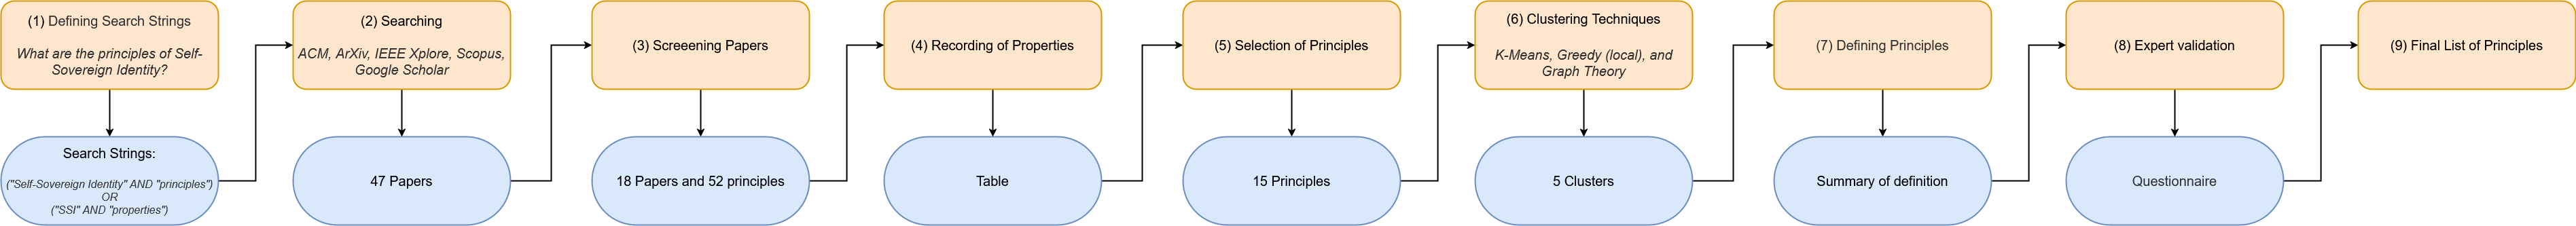 (1) Defining Search Strings
What are the principles of Self-
Sovereign Identity?
(2) Searching
ACM, ArXiv, IEEE Xplore, Scopus,
Google Scholar
(3) Screeening Papers
(4) Recording of Properties
(5) Selection of Principles
(6) Clustering Techniques
K-Means, Greedy (local), and
Graph Theory
(7) Defining Principles
(8) Expert validation
(9) Final List of Principles
Search Strings:
("Self-Sovereign Identity" AND "principles")
OR
("SSI" AND "properties")
47 Papers
18 Papers and 52 principles
Table
15 Principles
5 Clusters
Summary of definition
Questionnaire